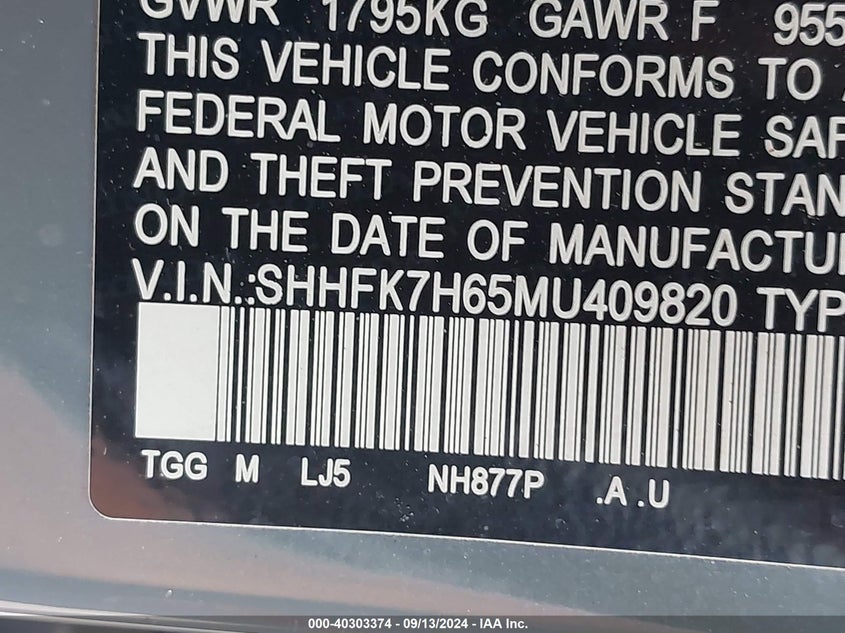 GVWR 1795KG GAWR F 955
THIS VEHICLE CONFORMS TO
FEDERAL MOTOR VEHICLE SAF
AND THEFT PREVENTION STAN
ON THE DATE OF MANUFACTU
V.I.N.:SHHFK7H65MU409820 TYP
TGG M LJ5 NH877P .A .U
000-40303374 - 09/13/2024 - IAA Inc.